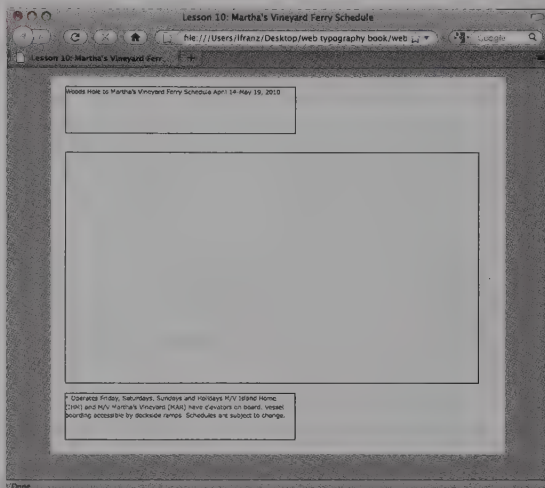 Lesson 10: Martha's Vineyard Ferry Schedule
file:///Users/lfranz/Desktop/web typography book/web
Google
Lesson 10: Martha's Vineyard Ferr...
Woods Hole to Martha's Vineyard Ferry Schedule April 1–May 19, 2010
* Operates Friday, Saturdays, Sundays and Holidays M/V Island Home
(IHM) and M/V Martha's Vineyard (MAR) have elevators on board. Vessel
boarding accessible by dockside ramps. Schedules are subject to change.
Done